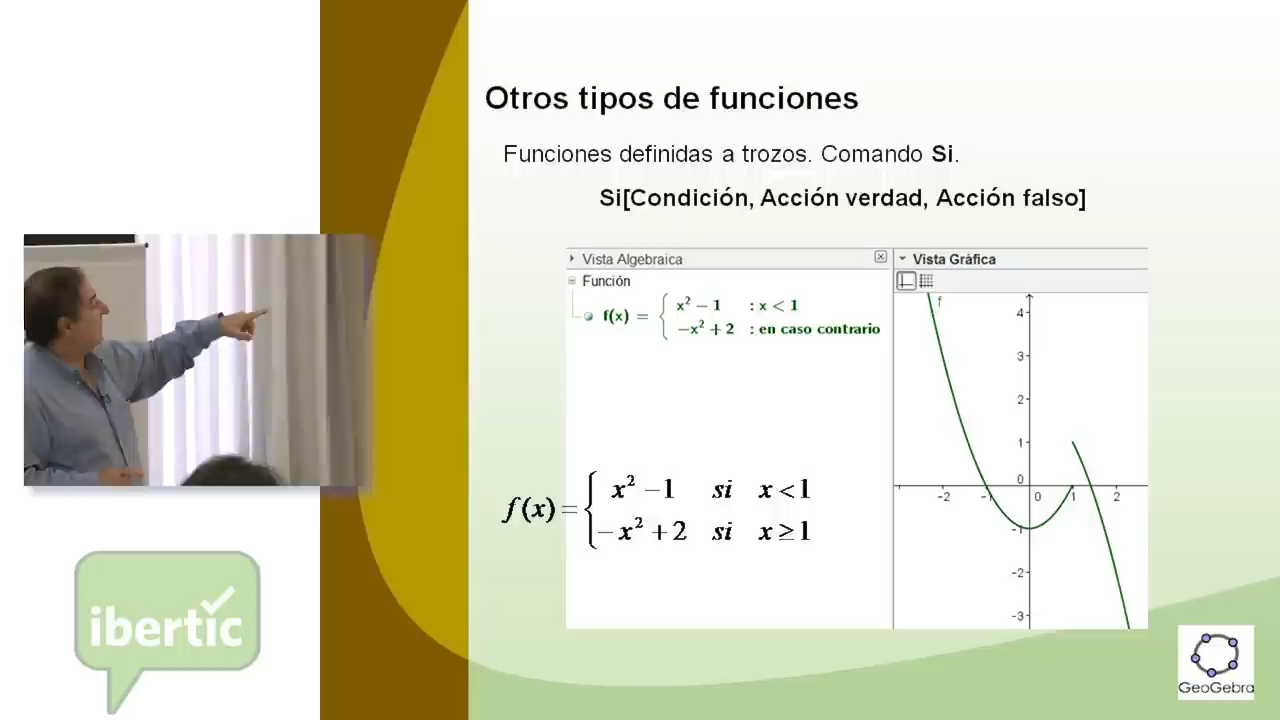 Otros tipos de funciones
Funciones definidas a trozos. Comando Si.
Si[Condición, Acción verdad, Acción falso]
Vista Algebraica
Función
f(x) = { x² − 1 : x < 1
−x² + 2 : en caso contrario
Vista Gráfica
f
4
3
2
1
0
-1
-2
-3
-2 -1 0 1 2
f(x) = { x² −1 si x < 1
− x² + 2 si x ≥ 1
ibertic
GeoGebra